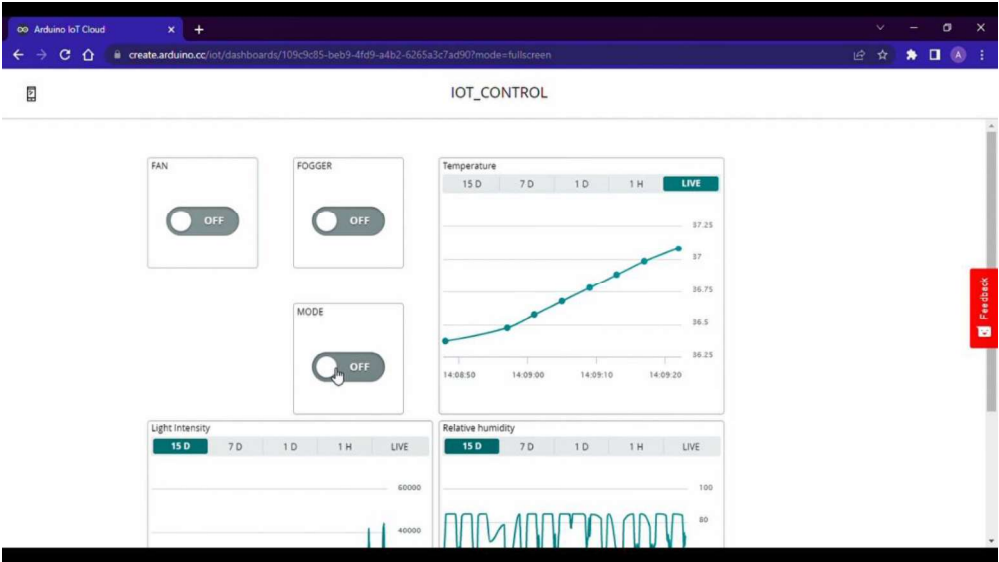 Arduino IoT Cloud
create.arduino.cc/iot/dashboards/109c9c85-beb9-4fd9-a4b2-6265a3c7ad90?mode=fullscreen
A
IOT_CONTROL
FAN
OFF
FOGGER
OFF
MODE
OFF
Temperature
15 D 7 D 1 D 1 H LIVE
37.25
37
36.75
36.5
36.25
14:08:50 14:09:00 14:09:10 14:09:20
Feedback
Light Intensity
15 D 7 D 1 D 1 H LIVE
60000
40000
Relative humidity
15 D 7 D 1 D 1 H LIVE
100
80